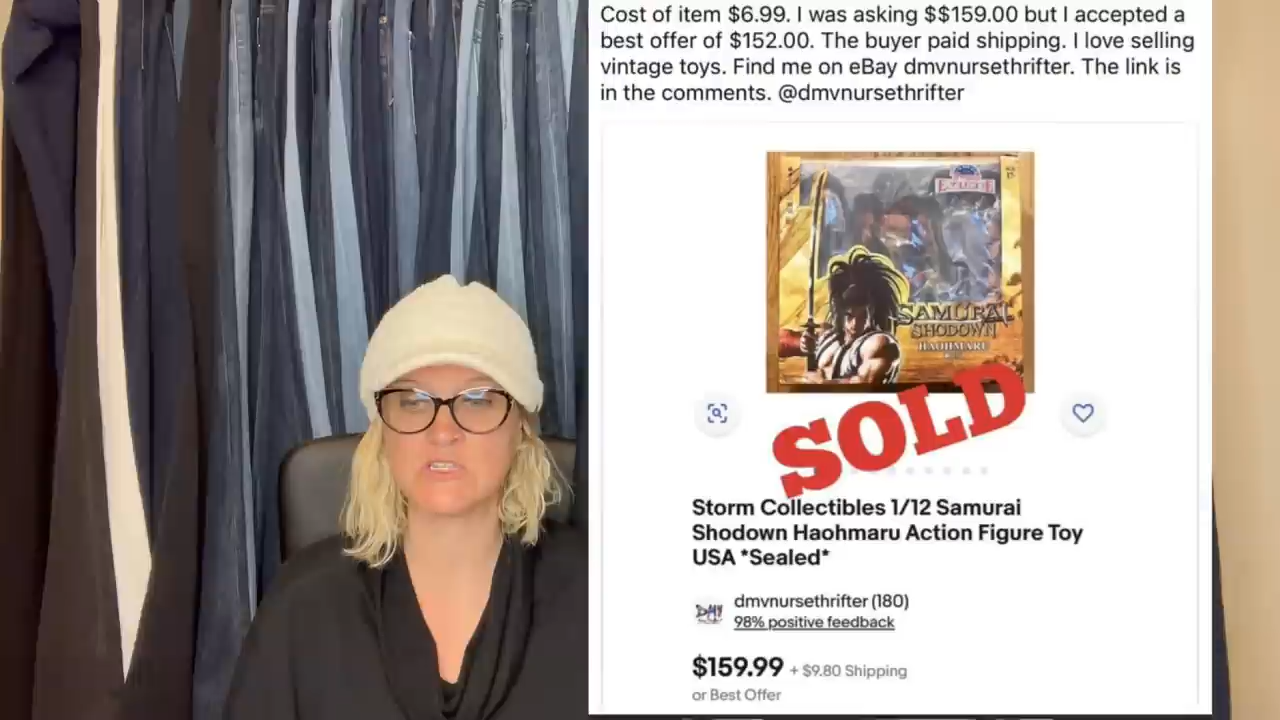 Cost of item $6.99. I was asking $$159.00 but I accepted a
best offer of $152.00. The buyer paid shipping. I love selling
vintage toys. Find me on eBay dmvnursethrifter. The link is
in the comments. @dmvnursethrifter
SAMURAI
SHODOWN
HAOHMARU
SOLD
Storm Collectibles 1/12 Samurai
Shodown Haohmaru Action Figure Toy
USA *Sealed*
dmvnursethrifter (180)
98% positive feedback
$159.99 + $9.80 Shipping
or Best Offer